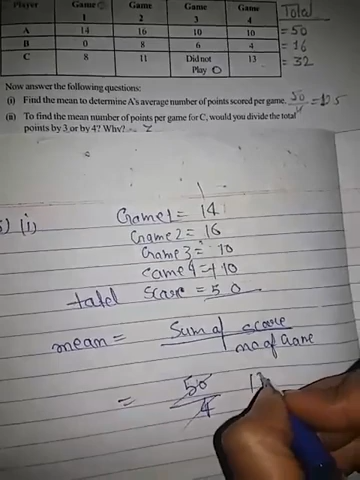 Player Game 1 Game 2 Game 3 Game 4 Total
A 14 16 10 10 = 50
B 0 8 6 4 = 16
C 8 11 Did not Play 13 = 32
Now answer the following questions:
(i) Find the mean to determine A's average number of points scored per game. 50/4 = 12.5
(ii) To find the mean number of points per game for C, would you divide the total
points by 3 or by 4? Why?
(i) Game 1 = 14
Game 2 = 16
Game 3 = 10
Game 4 = + 10
total Score = 50
mean = Sum of score / no of Game
= 50/4